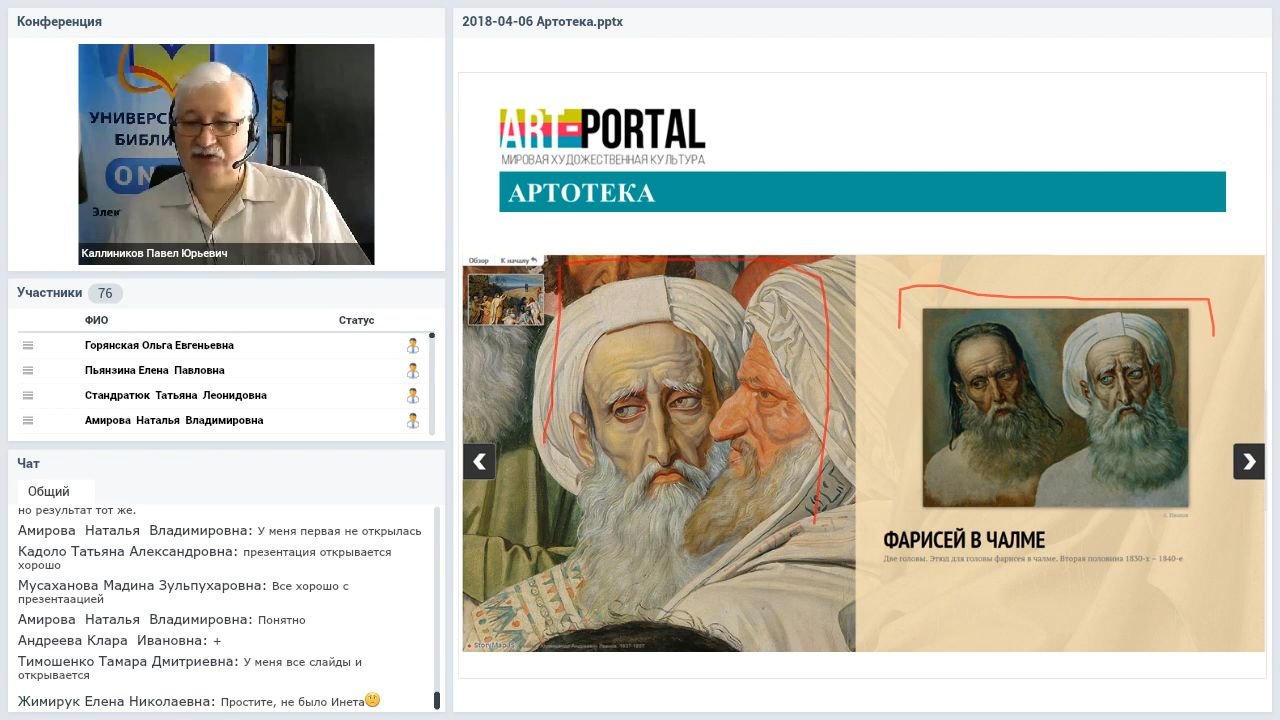 Конференция
УНИВЕРС
БИБЛИ
ON
Элек
Каллиников Павел Юрьевич
Участники 76
ФИО Статус
Горянская Ольга Евгеньевна
Пьянзина Елена Павловна
Стандратюк Татьяна Леонидовна
Амирова Наталья Владимировна
Чат
Общий
но результат тот же.
Амирова Наталья Владимировна: У меня первая не открылась
Кадоло Татьяна Александровна: презентация открывается
хорошо
Мусаханова Мадина Зульпухаровна: Все хорошо с
презентаацией
Амирова Наталья Владимировна: Понятно
Андреева Клара Ивановна: +
Тимошенко Тамара Дмитриевна: У меня все слайды и
открывается
Жимирук Елена Николаевна: Простите, не было Инета
2018-04-06 Артотека.pptx
ART-PORTAL
МИРОВАЯ ХУДОЖЕСТВЕННАЯ КУЛЬТУРА
АРТОТЕКА
Обзор К началу
А. Иванов
ФАРИСЕЙ В ЧАЛМЕ
Две головы. Этюд для головы фарисея в чалме. Вторая половина 1830-х – 1840-е
StoryMapJS